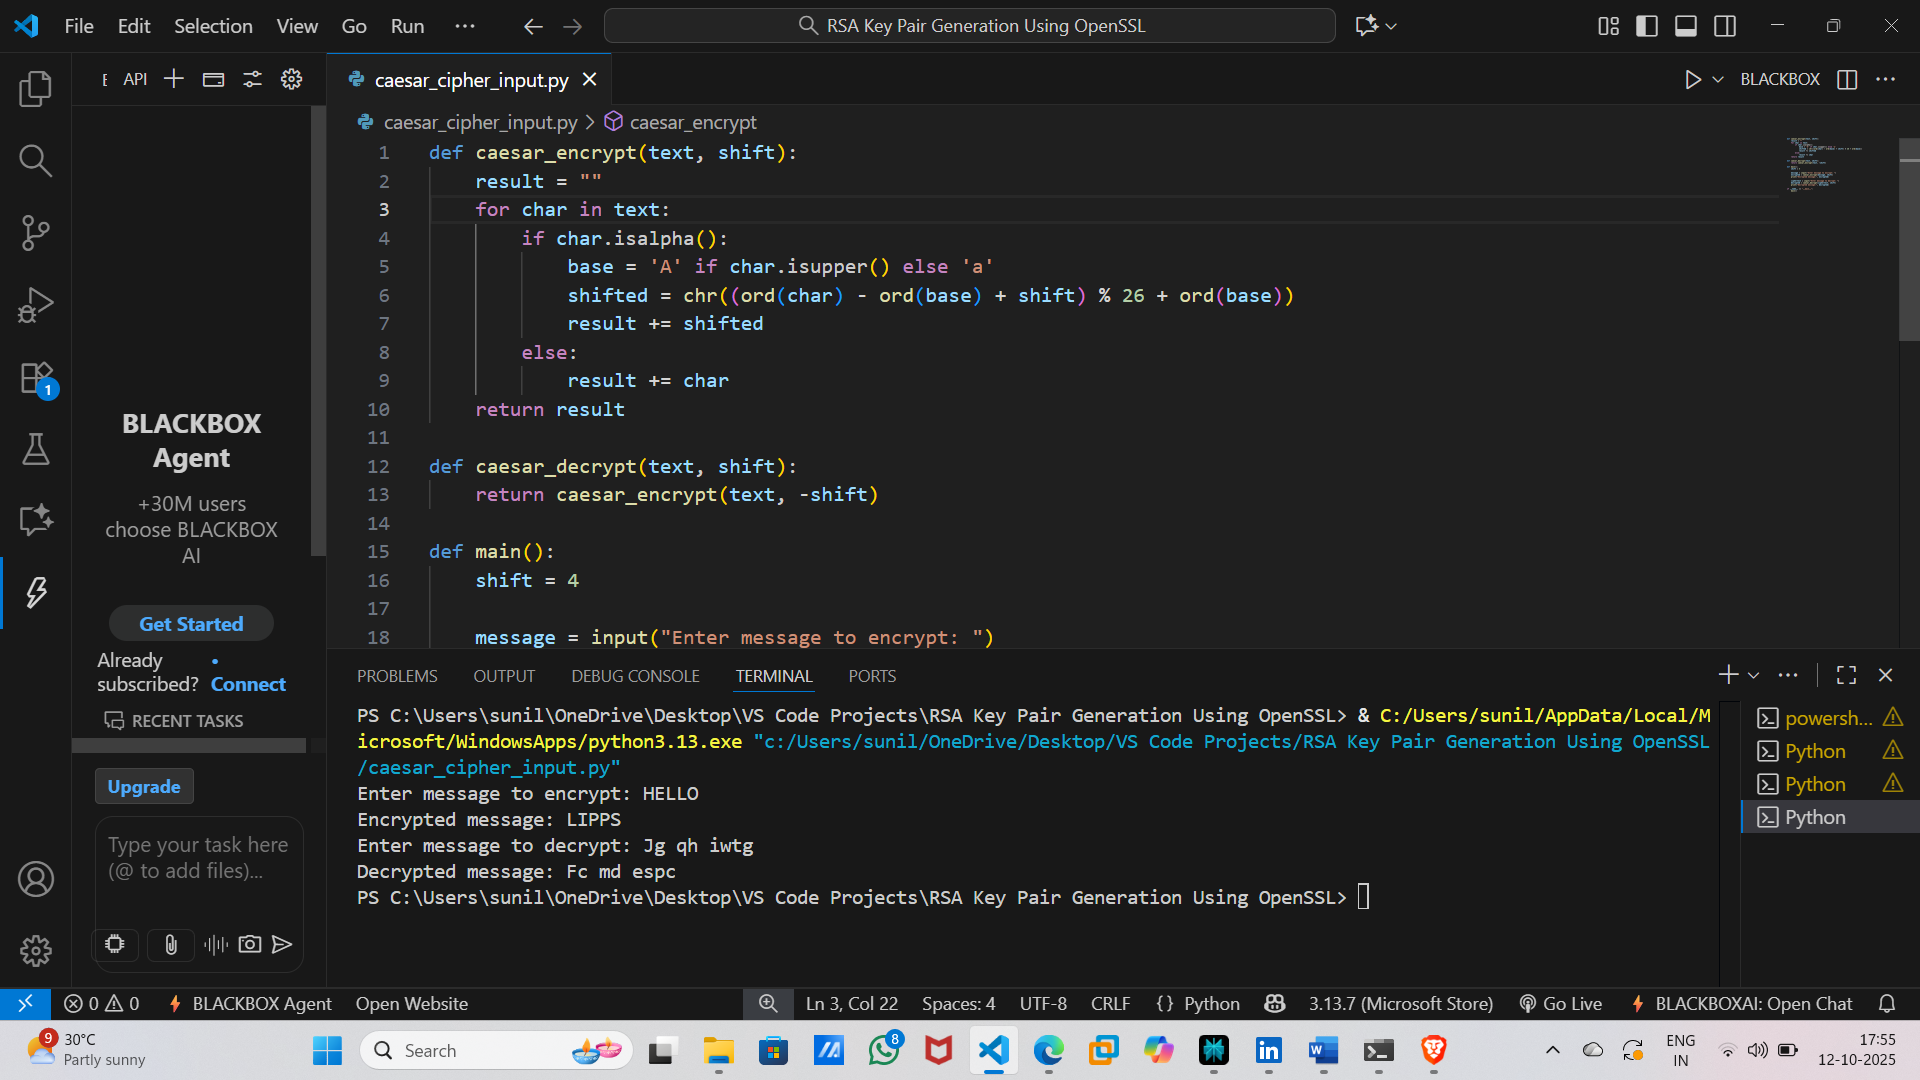 File Edit Selection View Go Run ··· RSA Key Pair Generation Using OpenSSL
API
caesar_cipher_input.py
BLACKBOX
caesar_cipher_input.py > caesar_encrypt
1 def caesar_encrypt(text, shift):
2 result = ""
3 for char in text:
4 if char.isalpha():
5 base = 'A' if char.isupper() else 'a'
6 shifted = chr((ord(char) - ord(base) + shift) % 26 + ord(base))
7 result += shifted
8 else:
9 result += char
10 return result
11
12 def caesar_decrypt(text, shift):
13 return caesar_encrypt(text, -shift)
14
15 def main():
16 shift = 4
17
18 message = input("Enter message to encrypt: ")
1
BLACKBOX
Agent
+30M users
choose BLACKBOX
AI
Get Started
Already
subscribed?
• Connect
RECENT TASKS
Upgrade
Type your task here
(@ to add files)...
PROBLEMS OUTPUT DEBUG CONSOLE TERMINAL PORTS
PS C:\Users\sunil\OneDrive\Desktop\VS Code Projects\RSA Key Pair Generation Using OpenSSL> & C:/Users/sunil/AppData/Local/M
icrosoft/WindowsApps/python3.13.exe "c:/Users/sunil/OneDrive/Desktop/VS Code Projects/RSA Key Pair Generation Using OpenSSL
/caesar_cipher_input.py"
Enter message to encrypt: HELLO
Encrypted message: LIPPS
Enter message to decrypt: Jg qh iwtg
Decrypted message: Fc md espc
PS C:\Users\sunil\OneDrive\Desktop\VS Code Projects\RSA Key Pair Generation Using OpenSSL>
powersh...
Python
Python
Python
0 0 BLACKBOX Agent Open Website Ln 3, Col 22 Spaces: 4 UTF-8 CRLF {} Python 3.13.7 (Microsoft Store) Go Live BLACKBOXAI: Open Chat
9
30°C
Partly sunny
Search
8
ENG
IN
17:55
12-10-2025